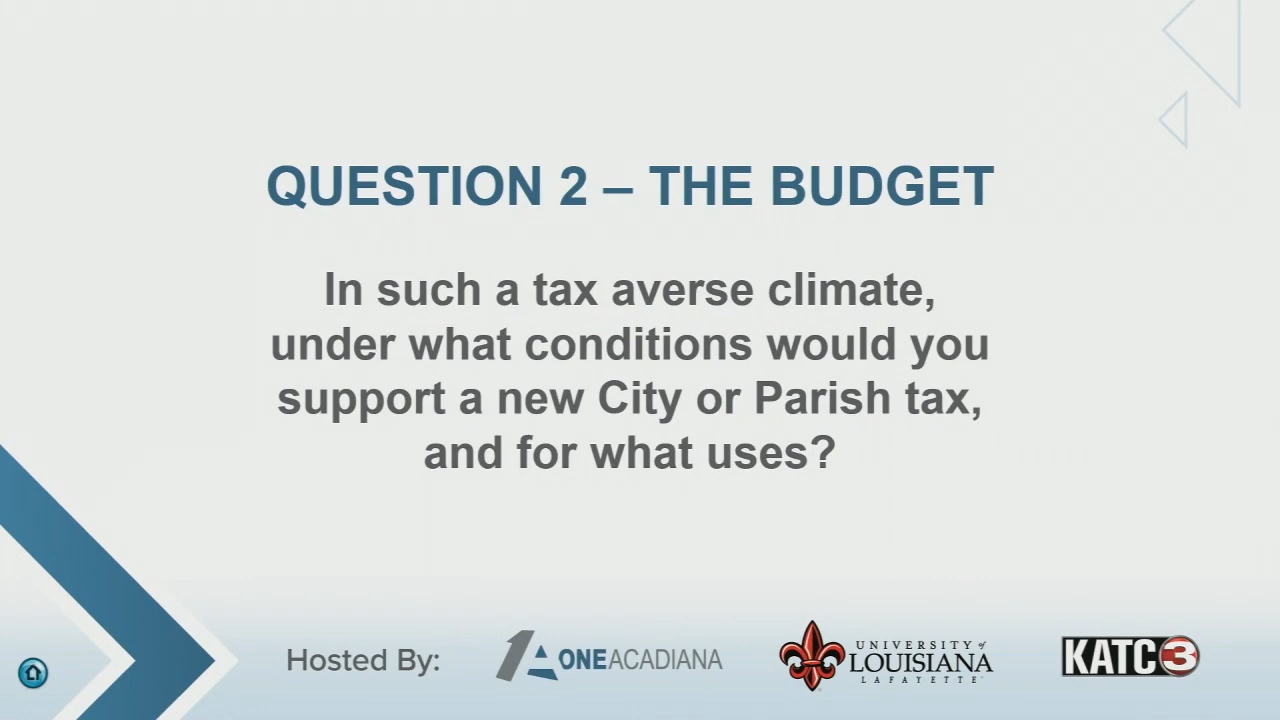 QUESTION 2 – THE BUDGET
In such a tax averse climate,
under what conditions would you
support a new City or Parish tax,
and for what uses?
Hosted By:
1A ONEACADIANA
UNIVERSITY of
LOUISIANA
LAFAYETTE
KATC3